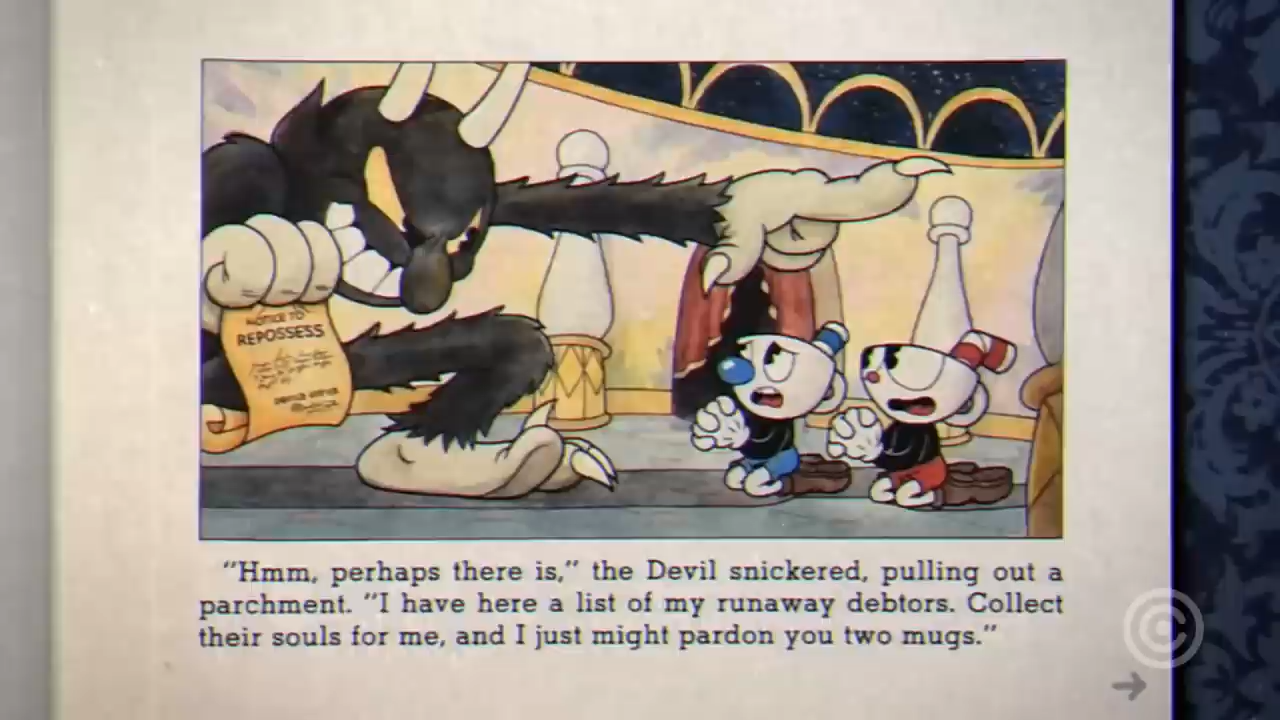 NOTICE TO
REPOSSESS
"Hmm, perhaps there is," the Devil snickered, pulling out a
parchment. "I have here a list of my runaway debtors. Collect
their souls for me, and I just might pardon you two mugs."
©